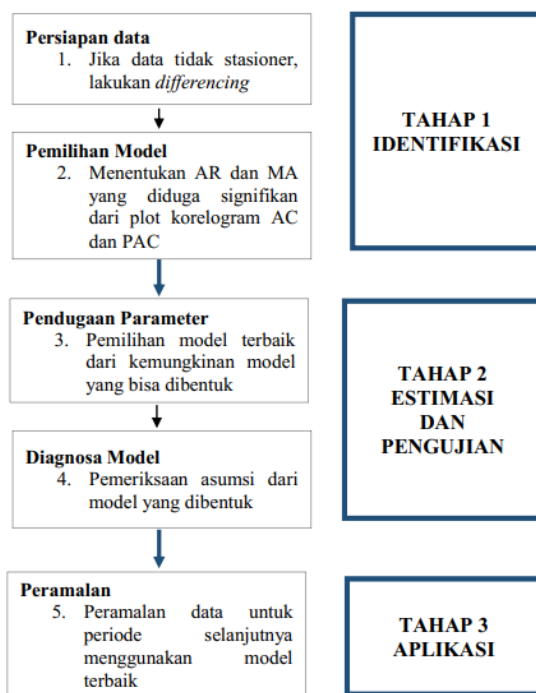 Persiapan data
1. Jika data tidak stasioner,
lakukan differencing
TAHAP 1
IDENTIFIKASI
Pemilihan Model
2. Menentukan AR dan MA
yang diduga signifikan
dari plot korelogram AC
dan PAC
Pendugaan Parameter
3. Pemilihan model terbaik
dari kemungkinan model
yang bisa dibentuk
TAHAP 2
ESTIMASI
DAN
PENGUJIAN
Diagnosa Model
4. Pemeriksaan asumsi dari
model yang dibentuk
Peramalan
5. Peramalan data untuk
periode selanjutnya
menggunakan model
terbaik
TAHAP 3
APLIKASI